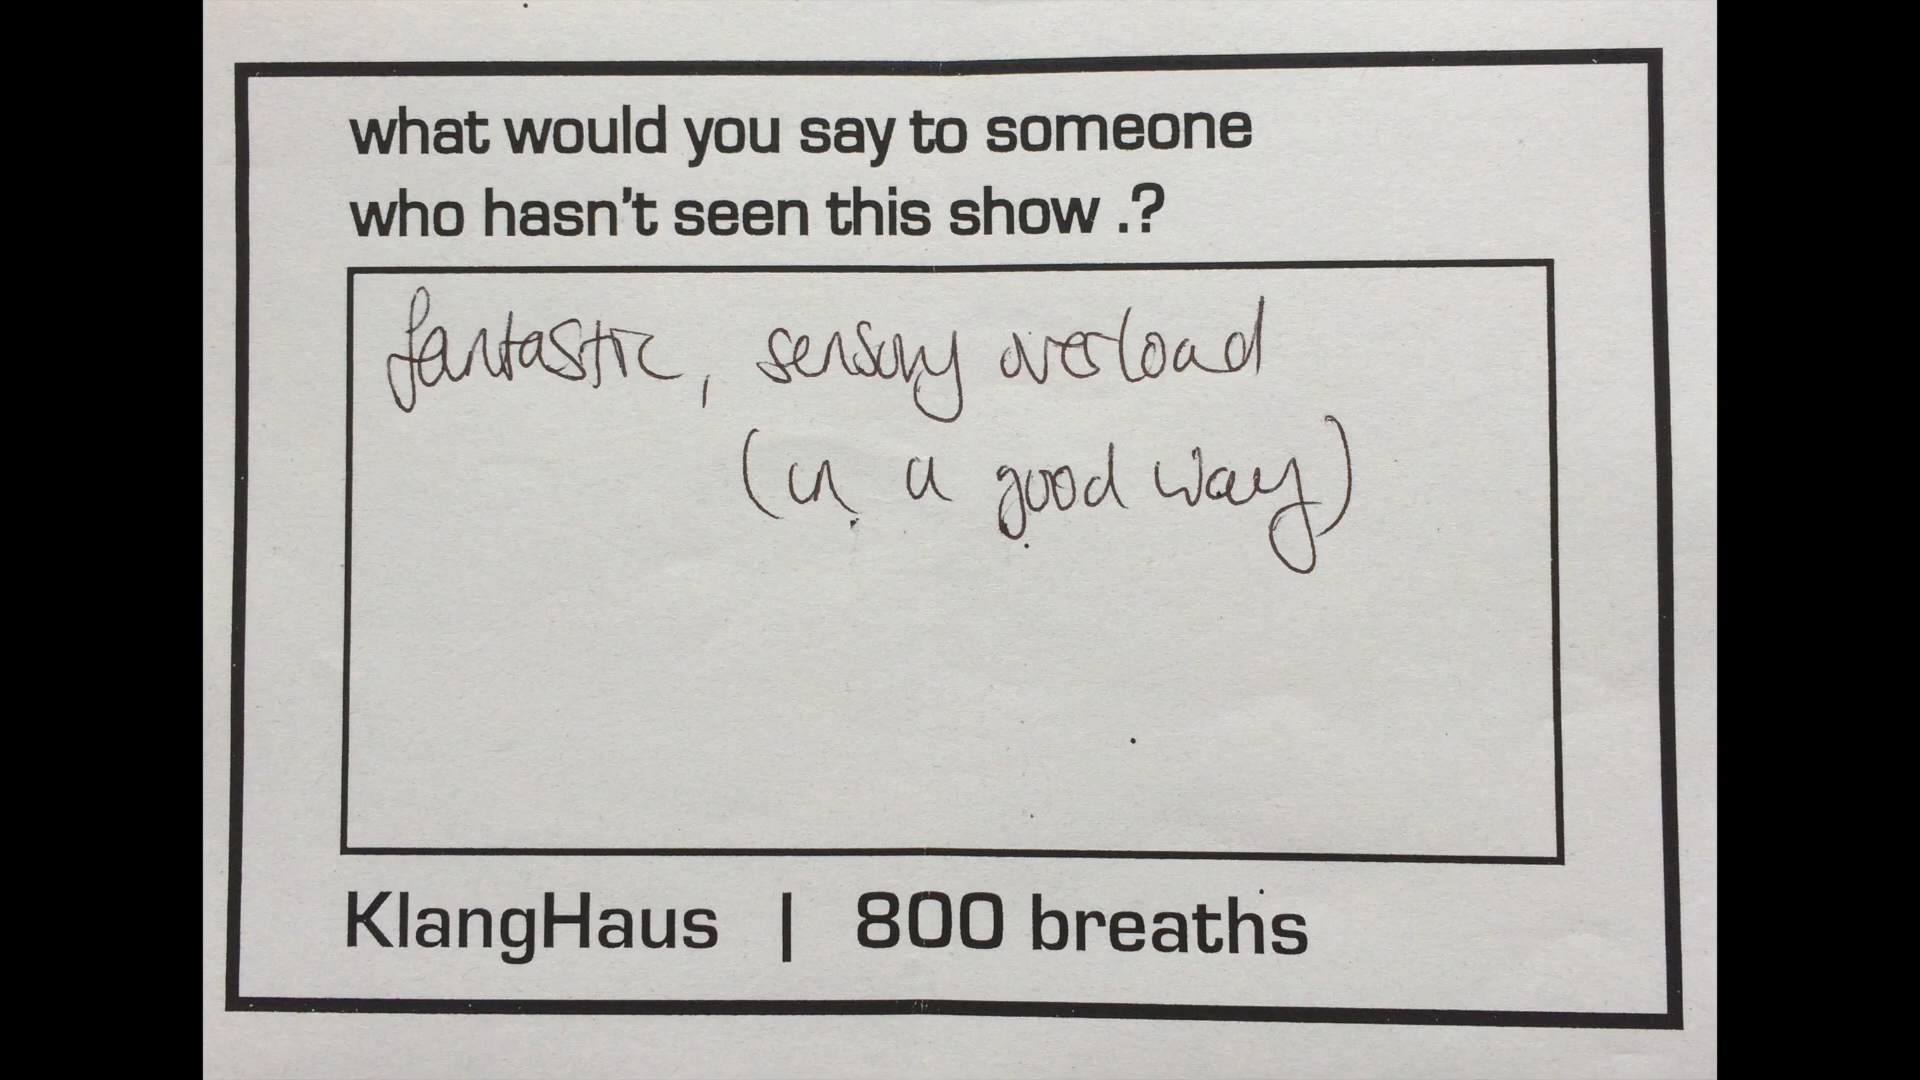 what would you say to someone
who hasn't seen this show .?
fantastic, sensory overload
(in a good way)
KlangHaus | 800 breaths